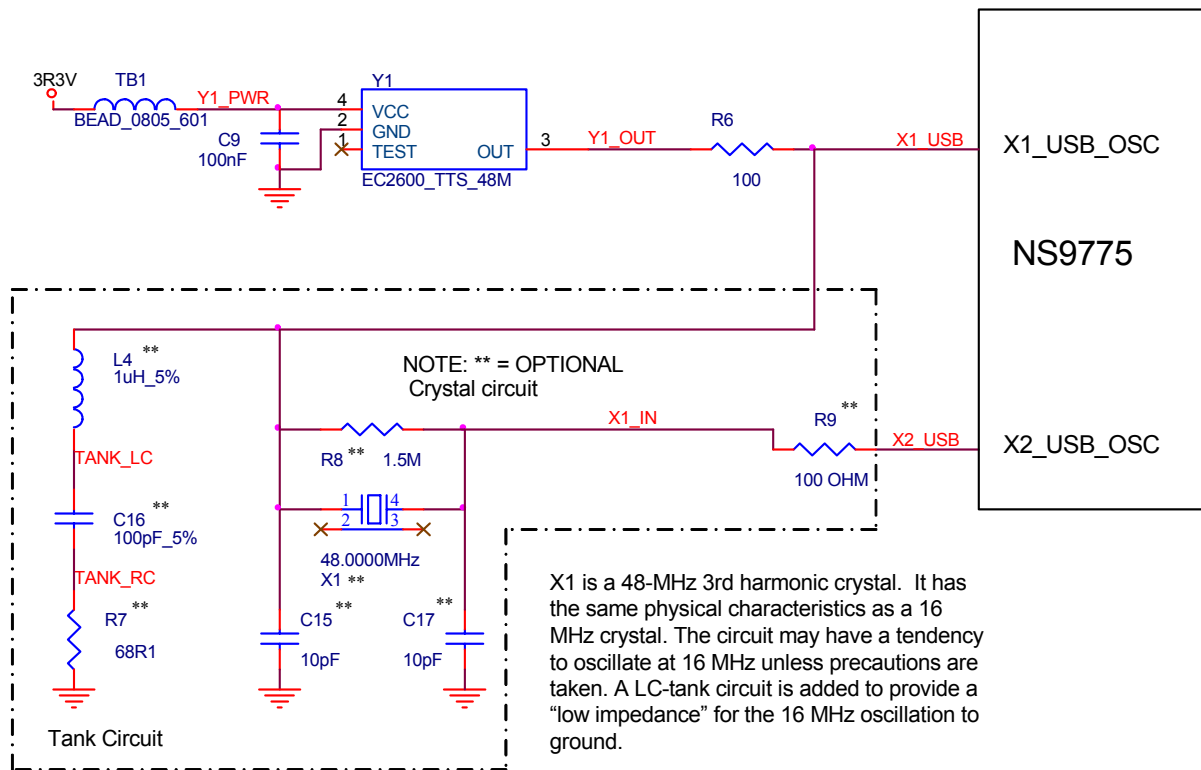 3R3V
TB1
BEAD_0805_601
Y1_PWR
C9
100nF
Y1
4
VCC
2
GND
1
TEST
OUT
3
EC2600_TTS_48M
Y1_OUT
R6
100
X1_USB
X1_USB_OSC
NS9775
L4 **
1uH_5%
NOTE: ** = OPTIONAL
Crystal circuit
X1_IN
R9 **
100 OHM
X2_USB
X2_USB_OSC
TANK_LC
R8 ** 1.5M
C16 **
100pF_5%
1 4
2 3
48.0000MHz
X1 **
TANK_RC
R7 **
68R1
C15 **
10pF
C17 **
10pF
Tank Circuit
X1 is a 48-MHz 3rd harmonic crystal. It has
the same physical characteristics as a 16
MHz crystal. The circuit may have a tendency
to oscillate at 16 MHz unless precautions are
taken. A LC-tank circuit is added to provide a
“low impedance” for the 16 MHz oscillation to
ground.